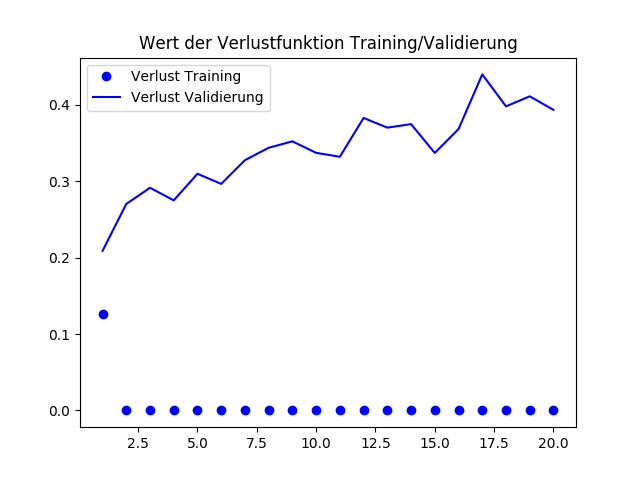 Wert der Verlustfunktion Training/Validierung
Verlust Training
Verlust Validierung
0.4
0.3
0.2
0.1
0.0
2.5 5.0 7.5 10.0 12.5 15.0 17.5 20.0